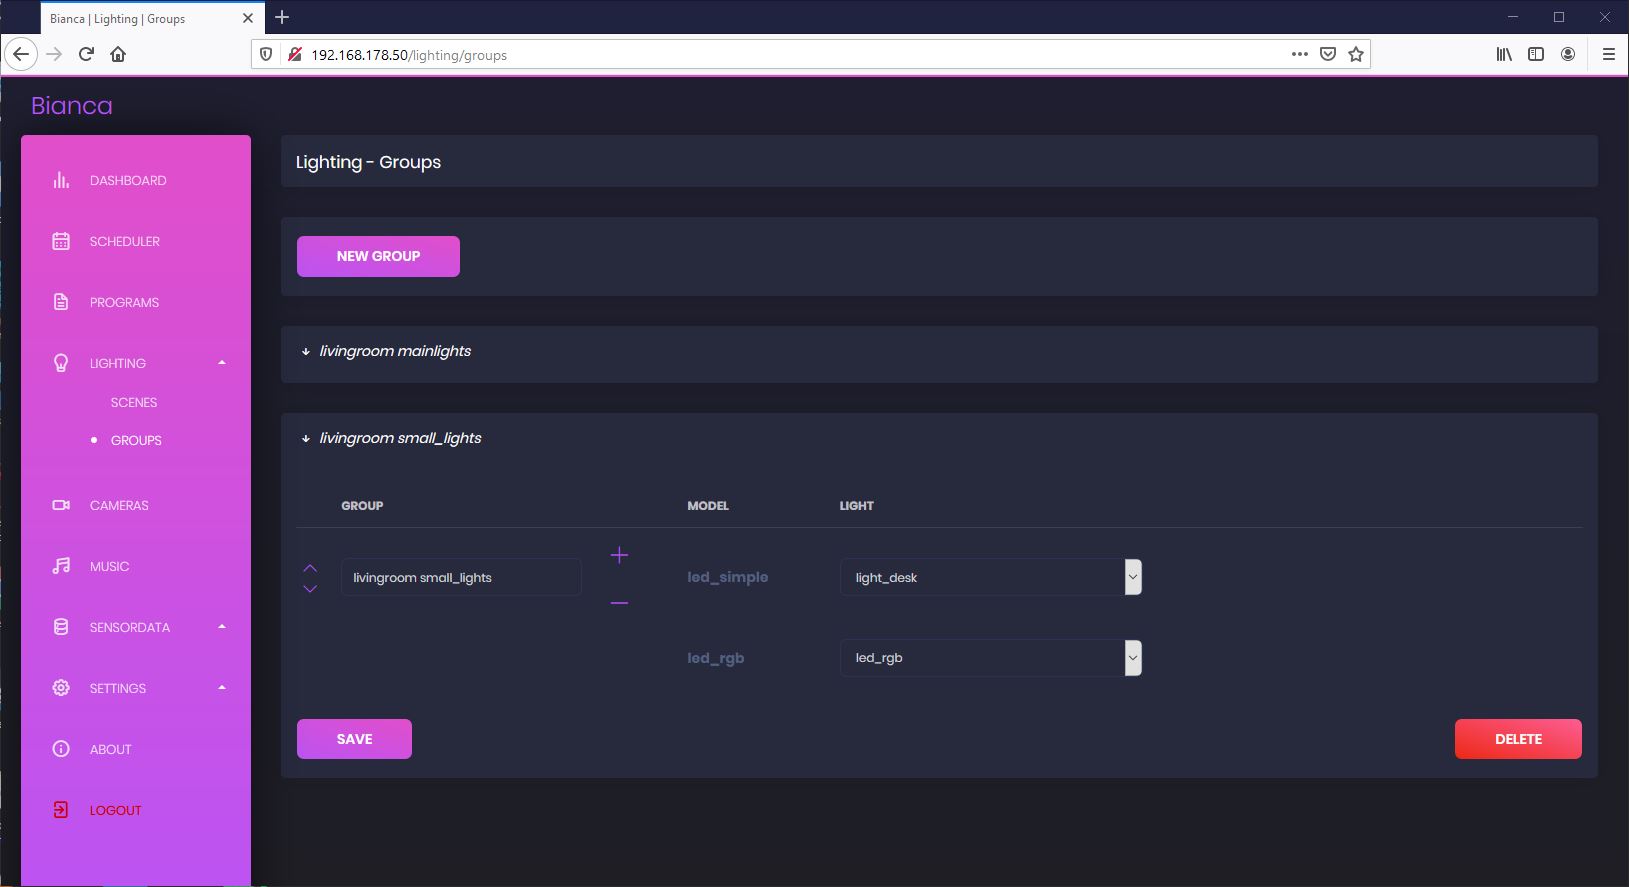 Bianca | Lighting | Groups
192.168.178.50/lighting/groups
Bianca
DASHBOARD
SCHEDULER
PROGRAMS
LIGHTING
SCENES
GROUPS
CAMERAS
MUSIC
SENSORDATA
SETTINGS
ABOUT
LOGOUT
Lighting - Groups
NEW GROUP
livingroom mainlights
livingroom small_lights
GROUP MODEL LIGHT
livingroom small_lights led_simple light_desk
led_rgb led_rgb
SAVE DELETE